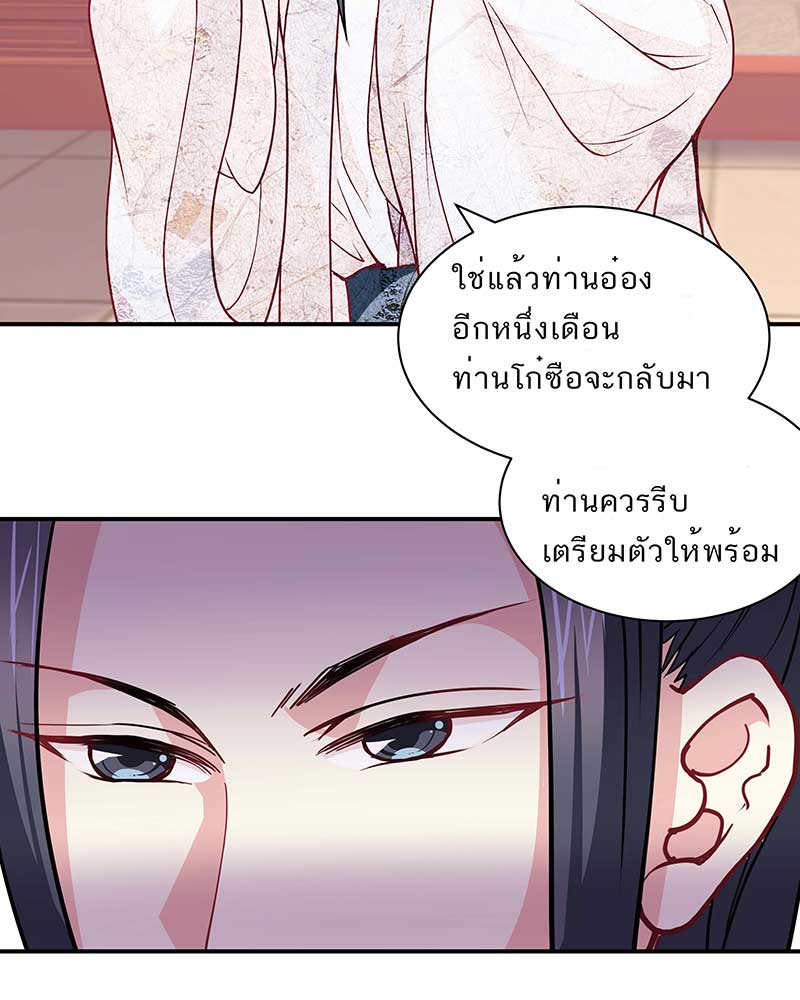 ใช่แล้วท่านอ๋อง
อีกหนึ่งเดือน
ท่านโก๋ซือจะกลับมา
ท่านควรรีบ
เตรียมตัวให้พร้อม